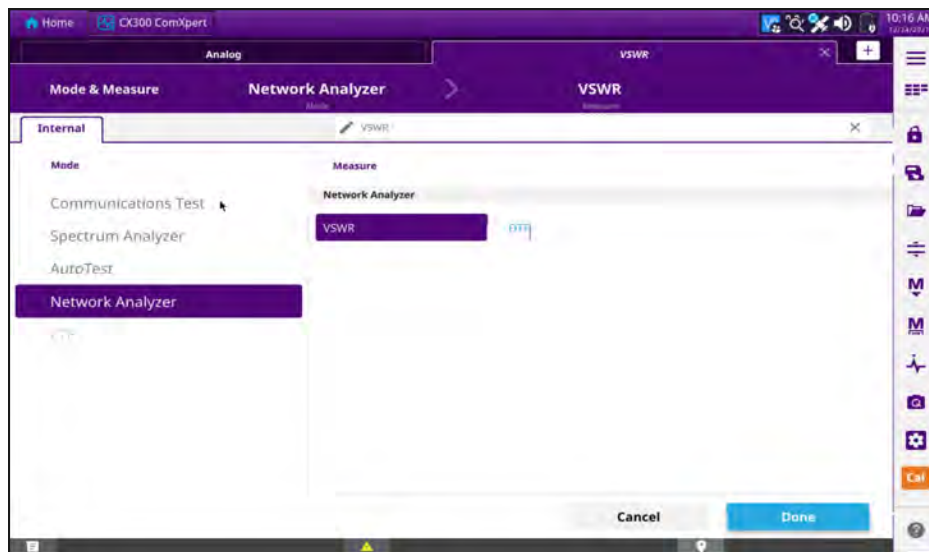 Home CX300 ComXpert 10:16 AM
Analog VSWR × +
Mode & Measure Network Analyzer > VSWR
Mode
Internal VSWR ×
Mode Measure
Communications Test Network Analyzer
Spectrum Analyzer VSWR DTF
AutoTest
Network Analyzer
M
M
Cal
Cancel Done
?